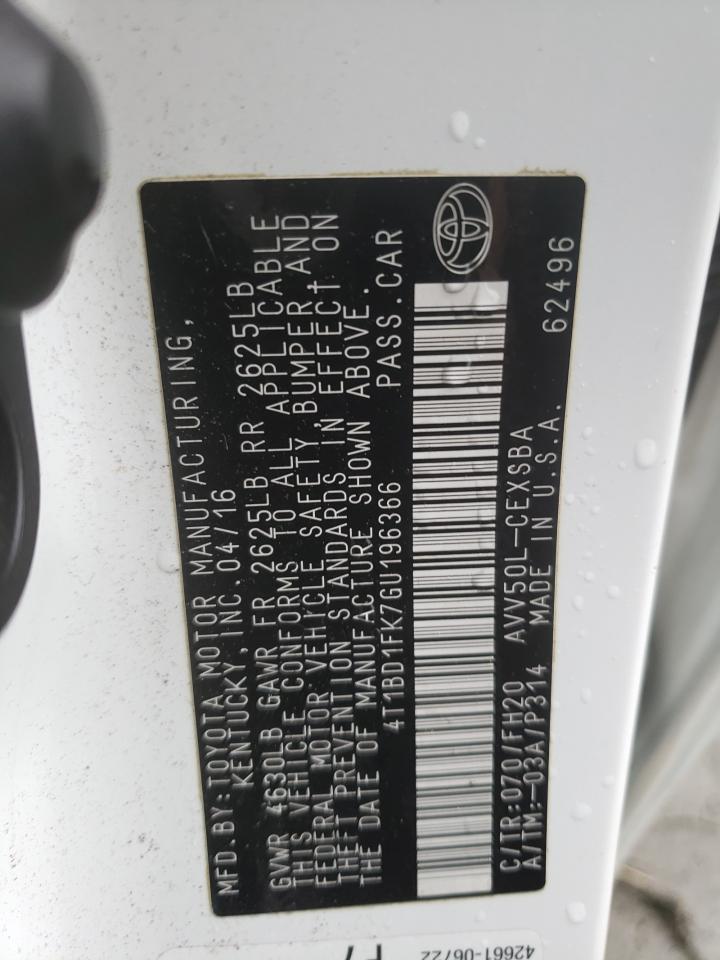 MFD.BY:TOYOTA MOTOR MANUFACTURING,
KENTUCKY,INC.04/16
GVWR 4630LB GAWR FR 2625LB RR 2625LB
THIS VEHICLE CONFORMS TO ALL APPLICABLE
FEDERAL MOTOR VEHICLE SAFETY,BUMPER,AND
THEFT PREVENTION STANDARDS IN EFFECT ON
THE DATE OF MANUFACTURE SHOWN ABOVE.
4T1BD1FK7GU196366 PASS.CAR
C/TR:070/FH20 AVV50L-CEXSBA
A/TM:-03A/P314 MADE IN U.S.A. 62496
42661-06722